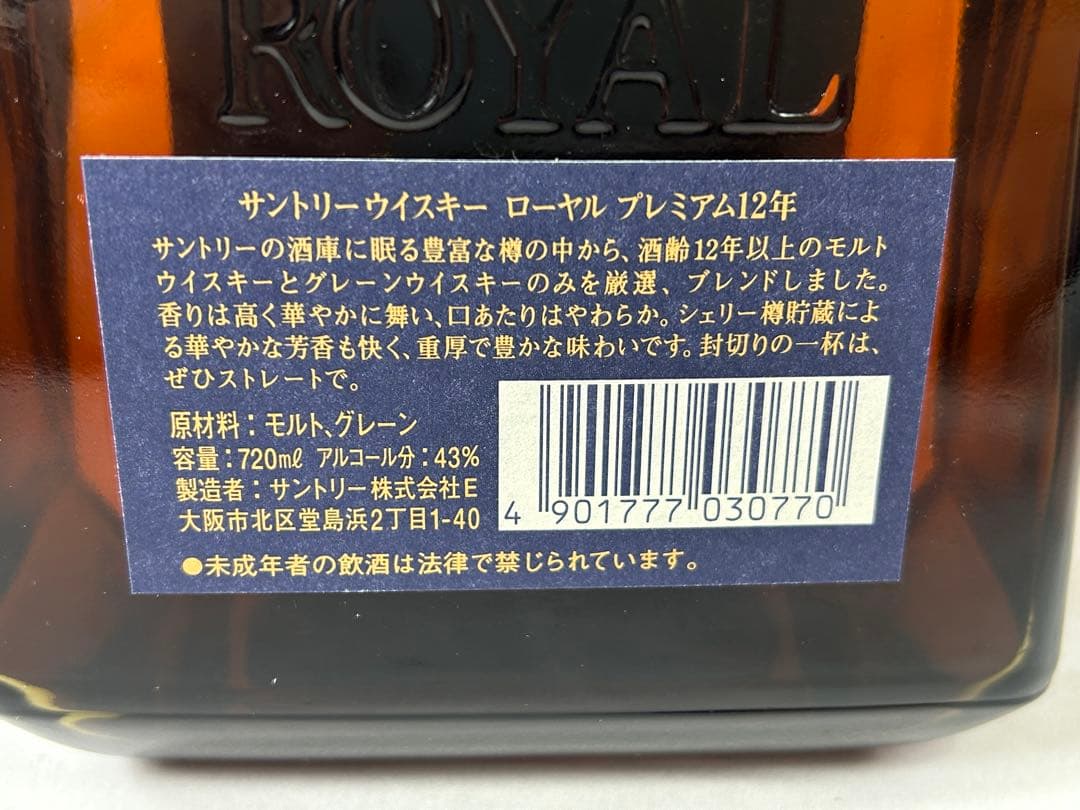 ROYAL
サントリーウイスキー ローヤル プレミアム12年
サントリーの酒庫に眠る豊富な樽の中から、酒齢12年以上のモルト
ウイスキーとグレーンウイスキーのみを厳選、ブレンドしました。
香りは高く華やかに舞い、口あたりはやわらか。シェリー樽貯蔵によ
る華やかな芳香も快く、重厚で豊かな味わいです。封切りの一杯は、
ぜひストレートで。
原材料：モルト、グレーン
容量：720mℓ アルコール分：43%
製造者：サントリー株式会社E
大阪市北区堂島浜2丁目1-40
4 901777 030770
●未成年者の飲酒は法律で禁じられています。